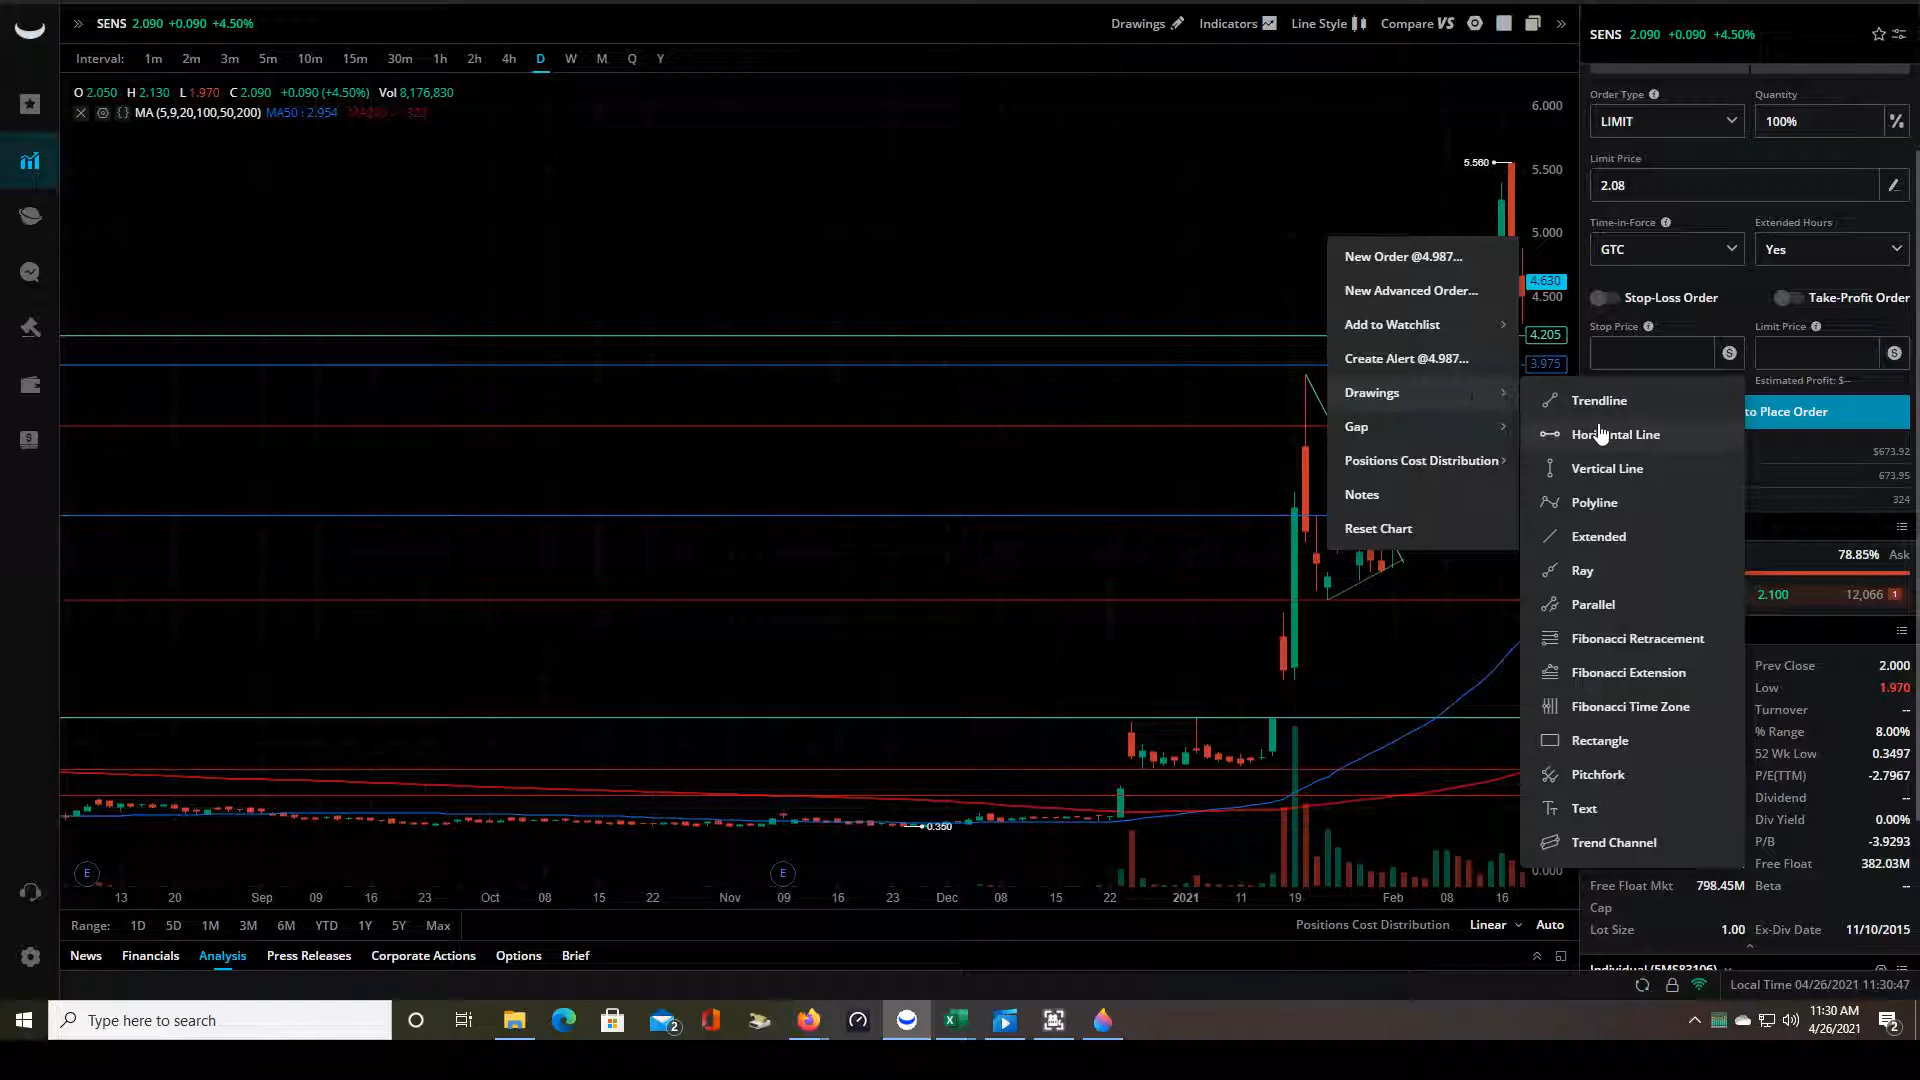 SENS 2.090 +0.090 +4.50%
Drawings Indicators Line Style Compare VS
Interval: 1m 2m 3m 5m 10m 15m 30m 1h 2h 4h D W M Q Y
O 2.050 H 2.130 L 1.970 C 2.090 +0.090 (+4.50%) Vol 8,176,830
MA (5,9,20,100,50,200) MA50 : 2.954
6.000
5.560
5.500
5.000
4.630
4.500
4.205
3.975
0.350
0.000
E
E
New Order @4.987...
New Advanced Order...
Add to Watchlist
Create Alert @4.987...
Drawings
Gap
Positions Cost Distribution
Notes
Reset Chart
Trendline
Horizontal Line
Vertical Line
Polyline
Extended
Ray
Parallel
Fibonacci Retracement
Fibonacci Extension
Fibonacci Time Zone
Rectangle
Pitchfork
Text
Trend Channel
13 20 Sep 09 16 23 Oct 08 15 22 Nov 09 16 23 Dec 08 15 22 2021 11 19 Feb 08 16
Range: 1D 5D 1M 3M 6M YTD 1Y 5Y Max
Positions Cost Distribution Linear Auto
News Financials Analysis Press Releases Corporate Actions Options Brief
SENS 2.090 +0.090 +4.50%
Order Type Quantity
LIMIT 100% %
Limit Price
2.08
Time-in-Force Extended Hours
GTC Yes
Stop-Loss Order Take-Profit Order
Stop Price Limit Price
S S
Estimated Profit: $--
to Place Order
$673.92
673.95
324
78.85% Ask
2.100 12,066 1
Prev Close 2.000
Low 1.970
Turnover --
% Range 8.00%
52 Wk Low 0.3497
P/E(TTM) -2.7967
Dividend --
Div Yield 0.00%
P/B -3.9293
Free Float 382.03M
Free Float Mkt Cap 798.45M Beta --
Lot Size 1.00 Ex-Div Date 11/10/2015
Individual (5MS83106)
Local Time 04/26/2021 11:30:47
Type here to search
2
11:30 AM
4/26/2021
2